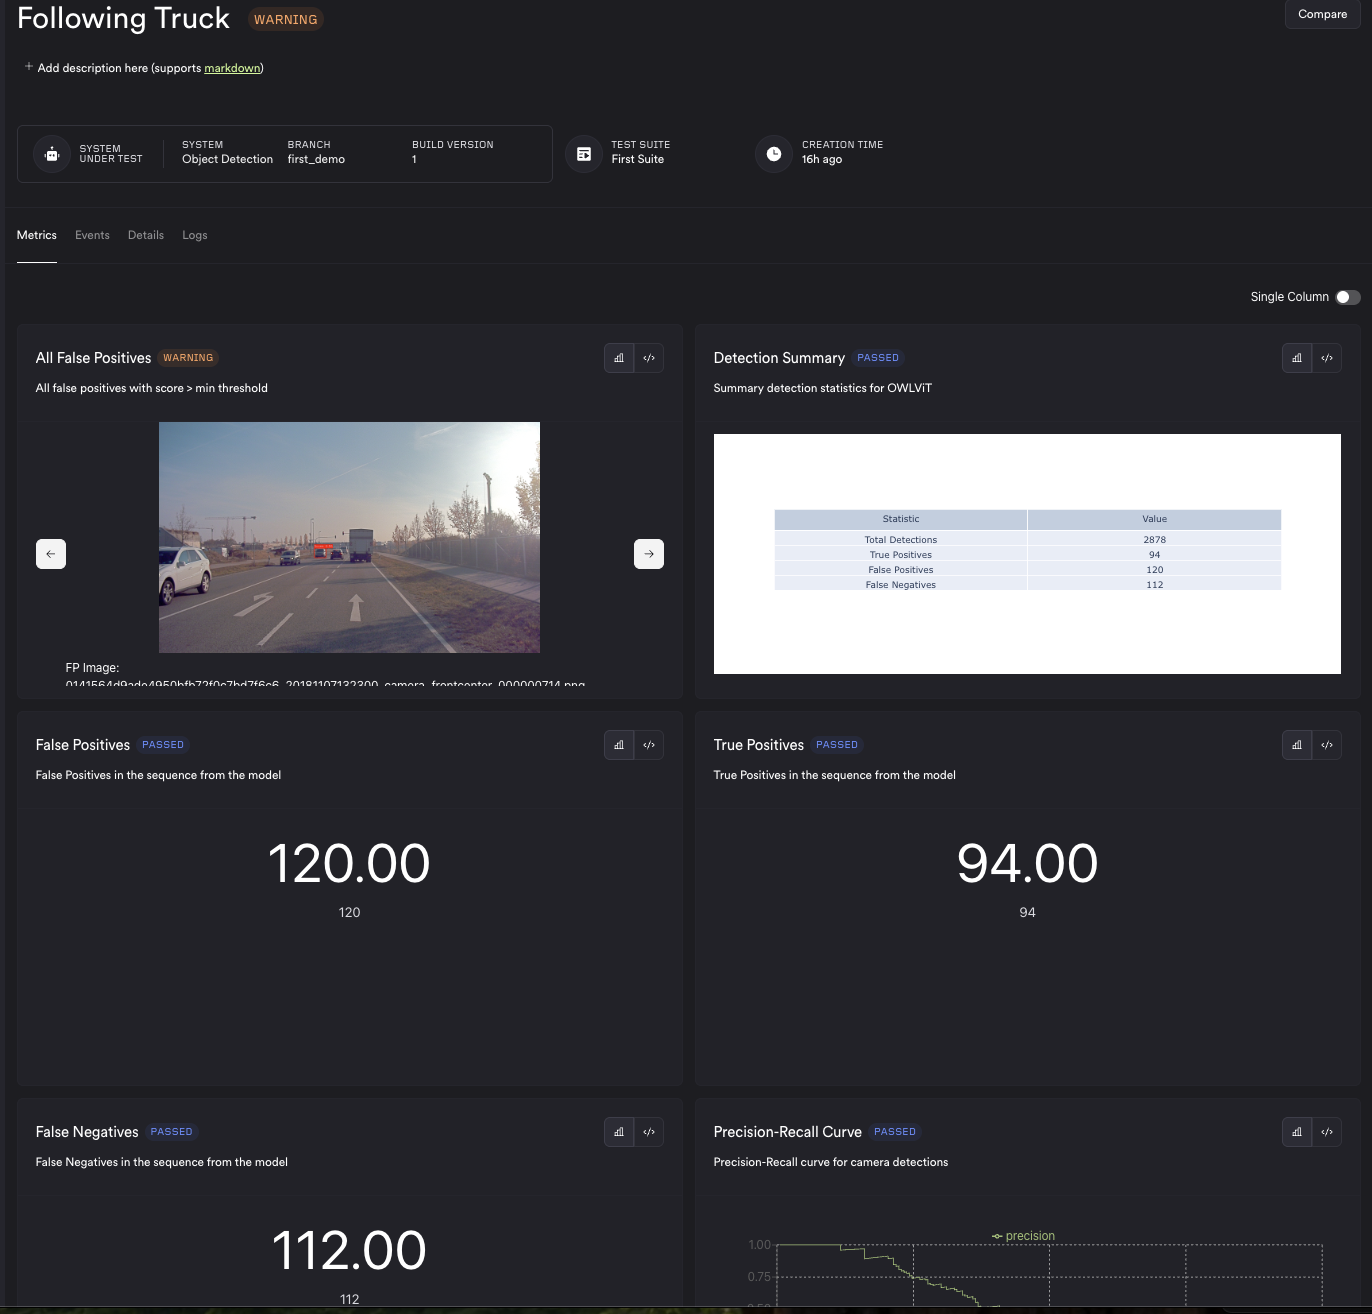 Following Truck WARNING
Compare
+ Add description here (supports markdown)
SYSTEM UNDER TEST
SYSTEM
Object Detection
BRANCH
first_demo
BUILD VERSION
1
TEST SUITE
First Suite
CREATION TIME
16h ago
Metrics Events Details Logs
Single Column
All False Positives WARNING
All false positives with score > min threshold
FP Image:
Detection Summary PASSED
Summary detection statistics for OWLViT
Statistic Value
Total Detections 2878
True Positives 94
False Positives 120
False Negatives 112
False Positives PASSED
False Positives in the sequence from the model
120.00
120
True Positives PASSED
True Positives in the sequence from the model
94.00
94
False Negatives PASSED
False Negatives in the sequence from the model
112.00
112
Precision-Recall Curve PASSED
Precision-Recall curve for camera detections
precision
1.00
0.75